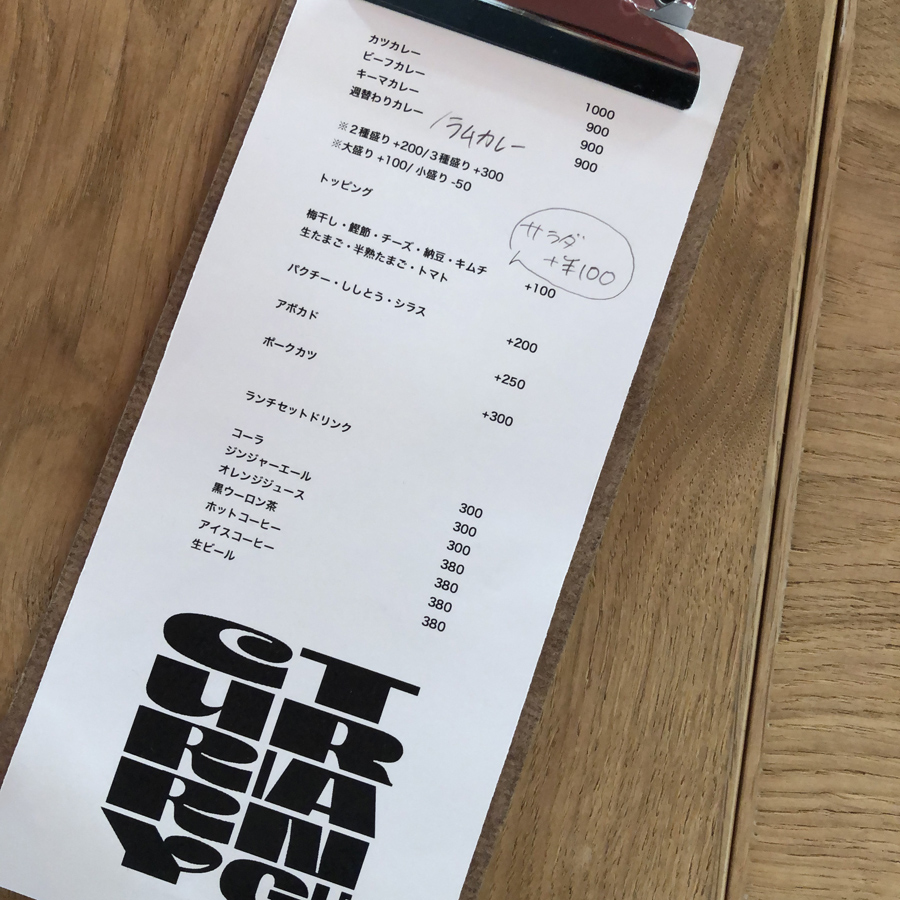 カツカレー 1000
ビーフカレー 900
キーマカレー 900
週替わりカレー /ラムカレー 900
※2種盛り +200/3種盛り +300
※大盛り +100/ 小盛り -50
トッピング
サラダ
+¥100
梅干し・鰹節・チーズ・納豆・キムチ
生たまご・半熟たまご・トマト +100
パクチー・ししとう・シラス +200
アボカド +250
ポークカツ +300
ランチセットドリンク
コーラ 300
ジンジャーエール 300
オレンジジュース 300
黒ウーロン茶 380
ホットコーヒー 380
アイスコーヒー 380
生ビール 380
CURRY